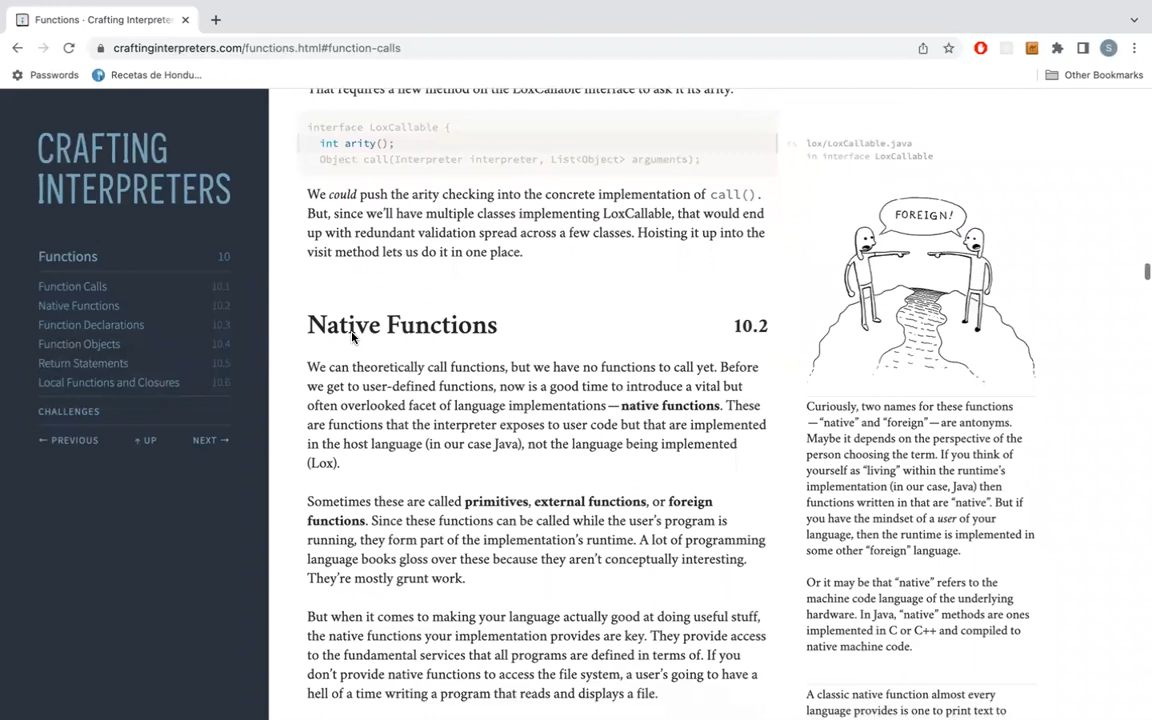 Functions · Crafting Interprete
craftinginterpreters.com/functions.html#function-calls
S
Passwords
Recetas de Hondu...
Other Bookmarks
CRAFTING
INTERPRETERS
Functions 10
Function Calls 10.1
Native Functions 10.2
Function Declarations 10.3
Function Objects 10.4
Return Statements 10.5
Local Functions and Closures 10.6
CHALLENGES
← PREVIOUS ↑ UP NEXT →
That requires a new method on the LoxCallable interface to ask it its arity.
interface LoxCallable {
int arity();
Object call(Interpreter interpreter, List<Object> arguments);
We could push the arity checking into the concrete implementation of call().
But, since we’ll have multiple classes implementing LoxCallable, that would end
up with redundant validation spread across a few classes. Hoisting it up into the
visit method lets us do it in one place.
Native Functions 10.2
We can theoretically call functions, but we have no functions to call yet. Before
we get to user-defined functions, now is a good time to introduce a vital but
often overlooked facet of language implementations—native functions. These
are functions that the interpreter exposes to user code but that are implemented
in the host language (in our case Java), not the language being implemented
(Lox).
Sometimes these are called primitives, external functions, or foreign
functions. Since these functions can be called while the user’s program is
running, they form part of the implementation’s runtime. A lot of programming
language books gloss over these because they aren’t conceptually interesting.
They’re mostly grunt work.
But when it comes to making your language actually good at doing useful stuff,
the native functions your implementation provides are key. They provide access
to the fundamental services that all programs are defined in terms of. If you
don’t provide native functions to access the file system, a user’s going to have a
hell of a time writing a program that reads and displays a file.
lox/LoxCallable.java
in interface LoxCallable
FOREIGN!
Curiously, two names for these functions
—“native” and “foreign”—are antonyms.
Maybe it depends on the perspective of the
person choosing the term. If you think of
yourself as “living” within the runtime’s
implementation (in our case, Java) then
functions written in that are “native”. But if
you have the mindset of a user of your
language, then the runtime is implemented in
some other “foreign” language.
Or it may be that “native” refers to the
machine code language of the underlying
hardware. In Java, “native” methods are ones
implemented in C or C++ and compiled to
native machine code.
A classic native function almost every
language provides is one to print text to